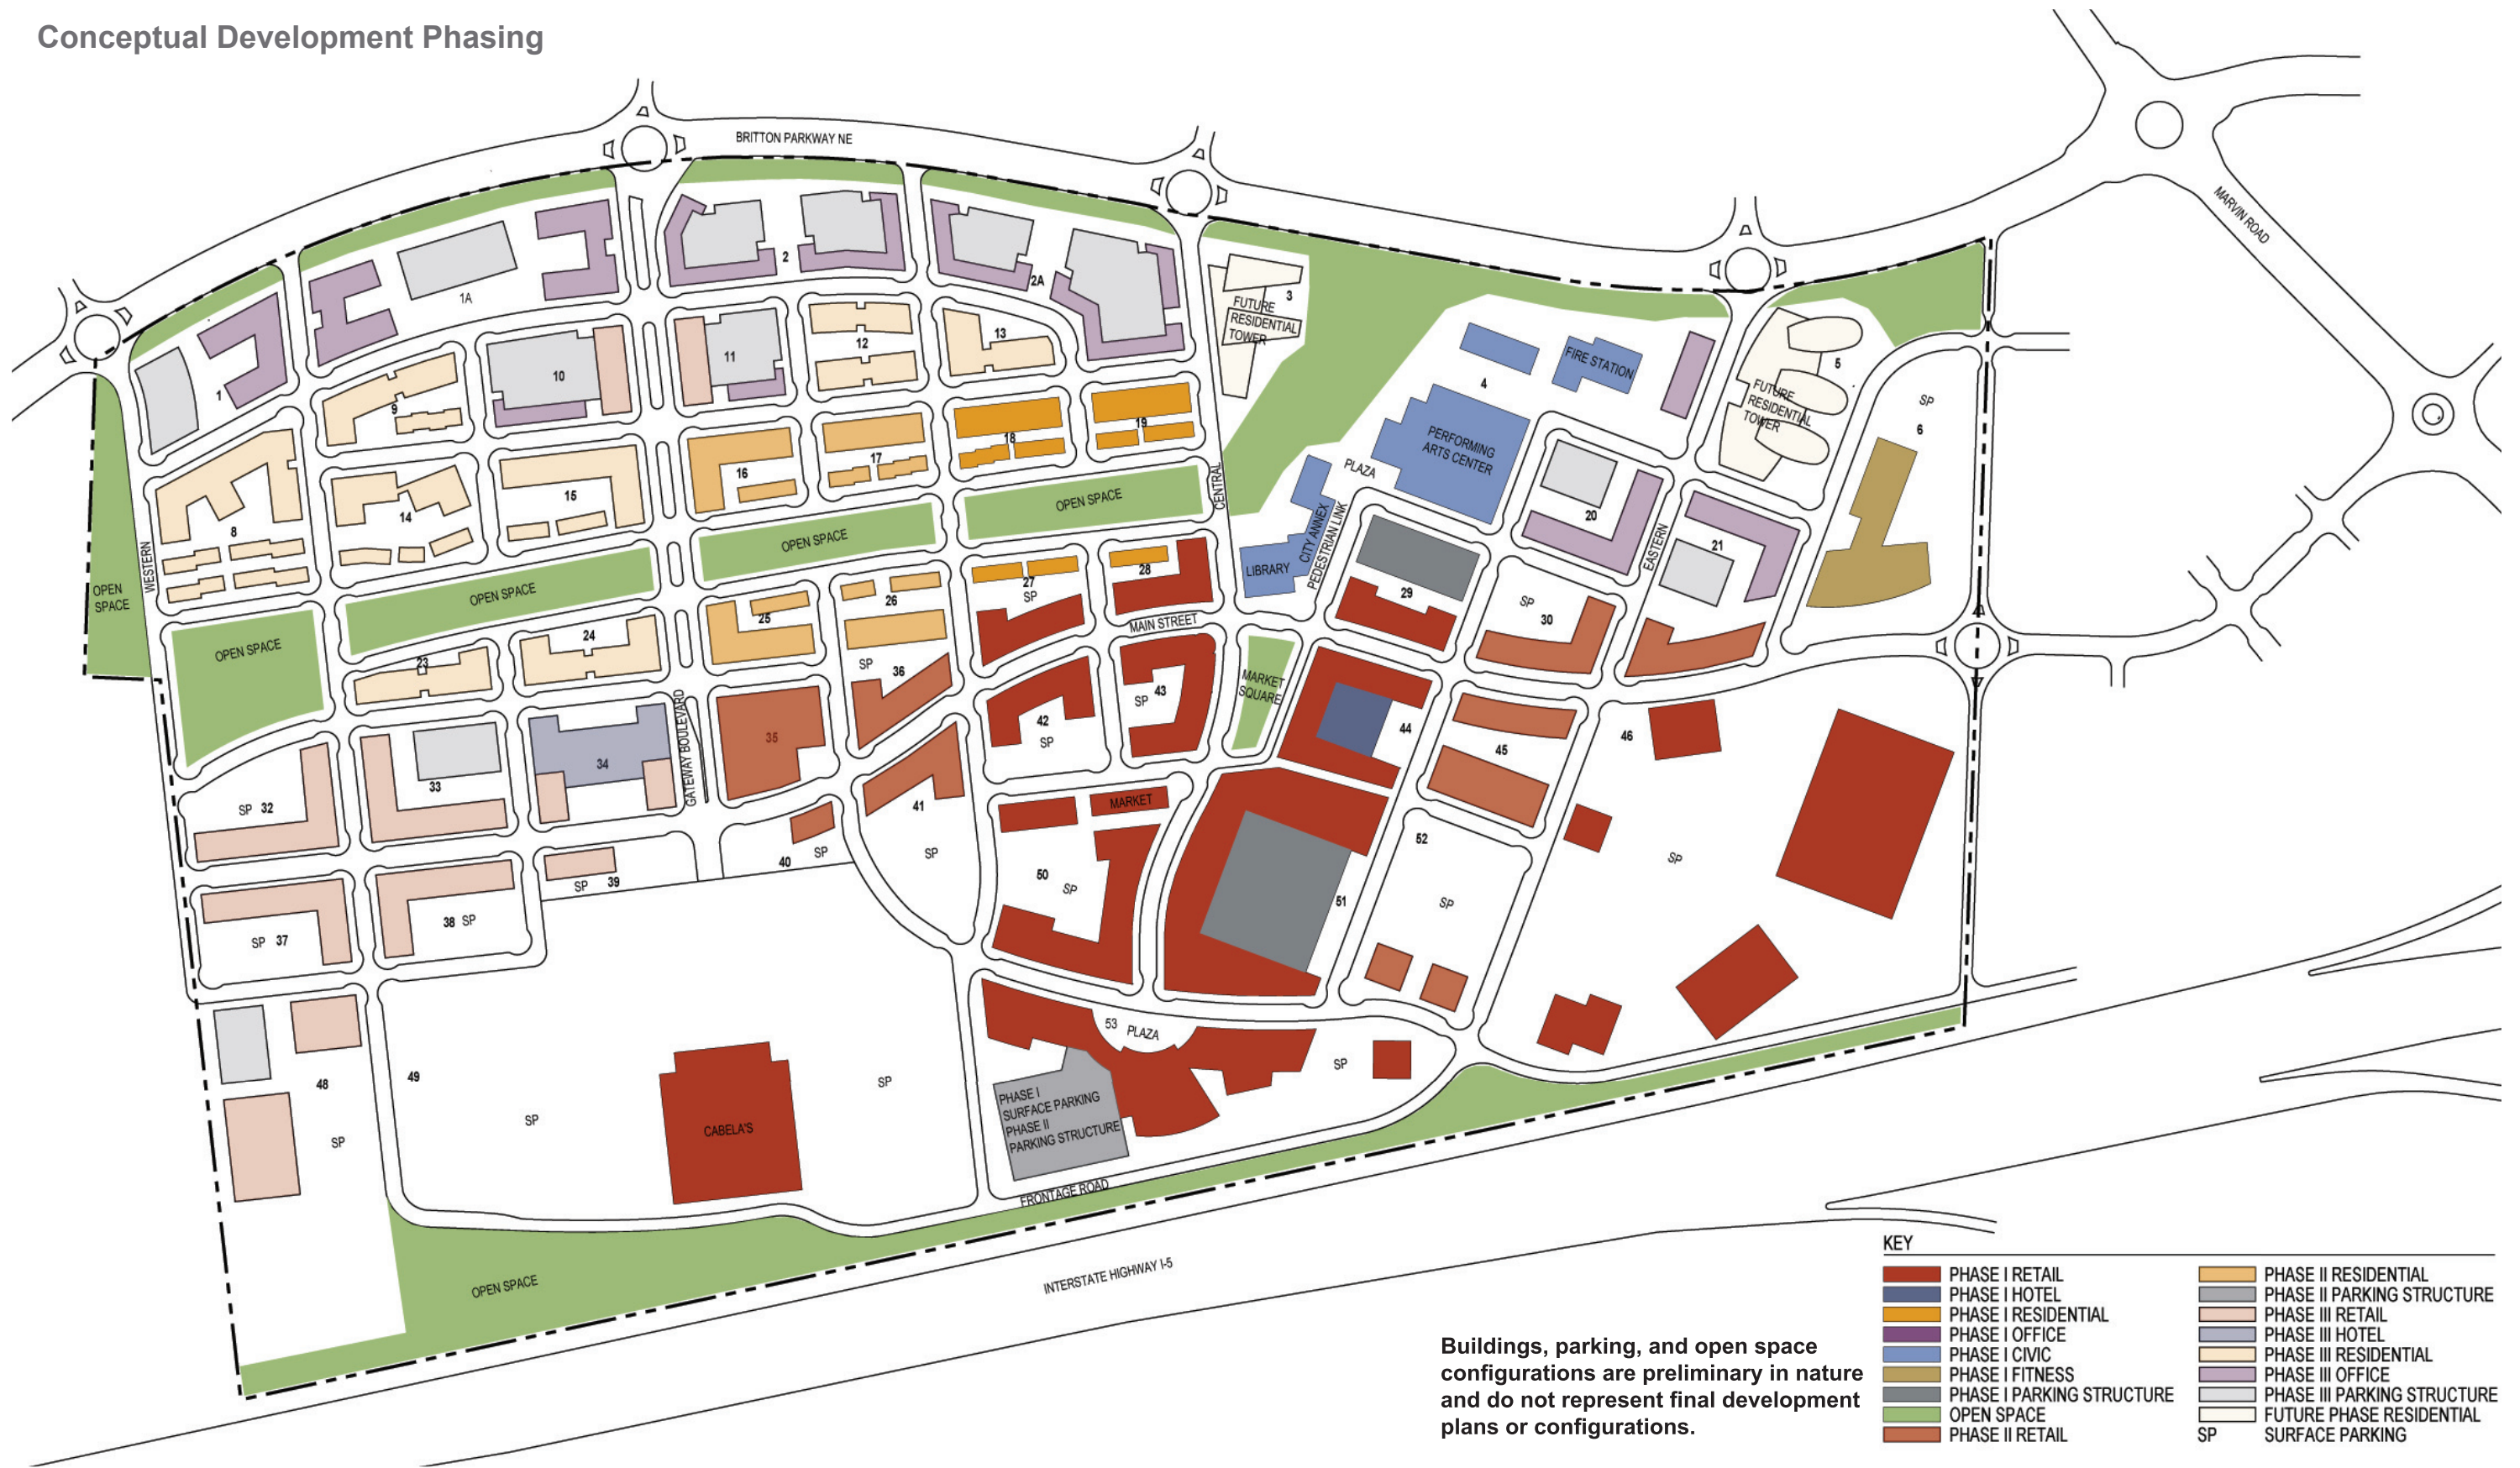 Conceptual Development Phasing
BRITTON PARKWAY NE
MARVIN ROAD
1A
2
2A
3
FUTURE
RESIDENTIAL
TOWER
1
10
11
12
13
4
FIRE STATION
5
FUTURE
RESIDENTIAL
TOWER
SP
6
9
PERFORMING
ARTS CENTER
PLAZA
8
14
15
16
17
18
19
OPEN SPACE
CENTRAL
20
21
EASTERN
CITY ANNEX
PEDESTRIAN LINK
LIBRARY
WESTERN
OPEN
SPACE
OPEN SPACE
OPEN SPACE
OPEN SPACE
23
24
25
26
27
SP
28
MAIN STREET
29
SP
30
MARKET
SQUARE
SP
36
35
GATEWAY BOULEVARD
34
33
SP 32
42
SP
SP
43
44
45
46
41
SP
40
SP
SP 39
38 SP
SP 37
MARKET
50
SP
51
52
SP
SP
48
SP
49
SP
SP
CABELA'S
53
PLAZA
SP
PHASE I
SURFACE PARKING
PHASE II
PARKING STRUCTURE
FRONTAGE ROAD
OPEN SPACE
INTERSTATE HIGHWAY I-5
Buildings, parking, and open space
configurations are preliminary in nature
and do not represent final development
plans or configurations.
KEY
PHASE I RETAIL
PHASE I HOTEL
PHASE I RESIDENTIAL
PHASE I OFFICE
PHASE I CIVIC
PHASE I FITNESS
PHASE I PARKING STRUCTURE
OPEN SPACE
PHASE II RETAIL
PHASE II RESIDENTIAL
PHASE II PARKING STRUCTURE
PHASE III RETAIL
PHASE III HOTEL
PHASE III RESIDENTIAL
PHASE III OFFICE
PHASE III PARKING STRUCTURE
FUTURE PHASE RESIDENTIAL
SP SURFACE PARKING